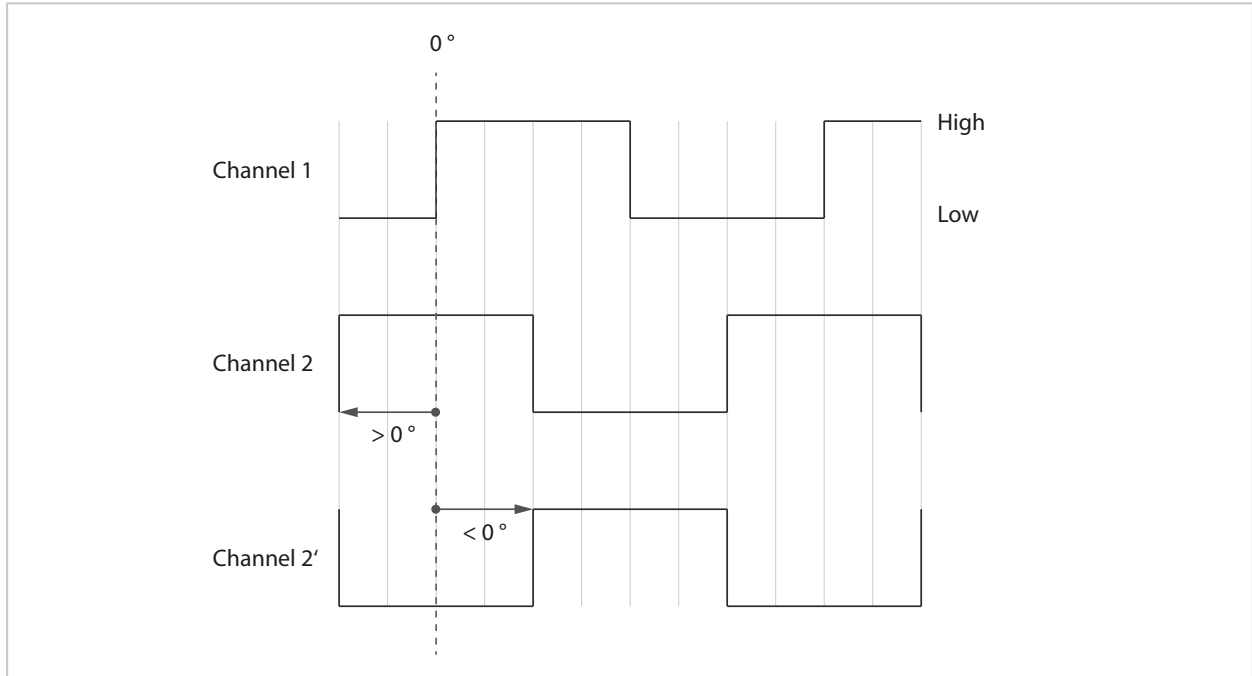 0 °
High
Channel 1
Low
Channel 2
> 0 °
< 0 °
Channel 2‘